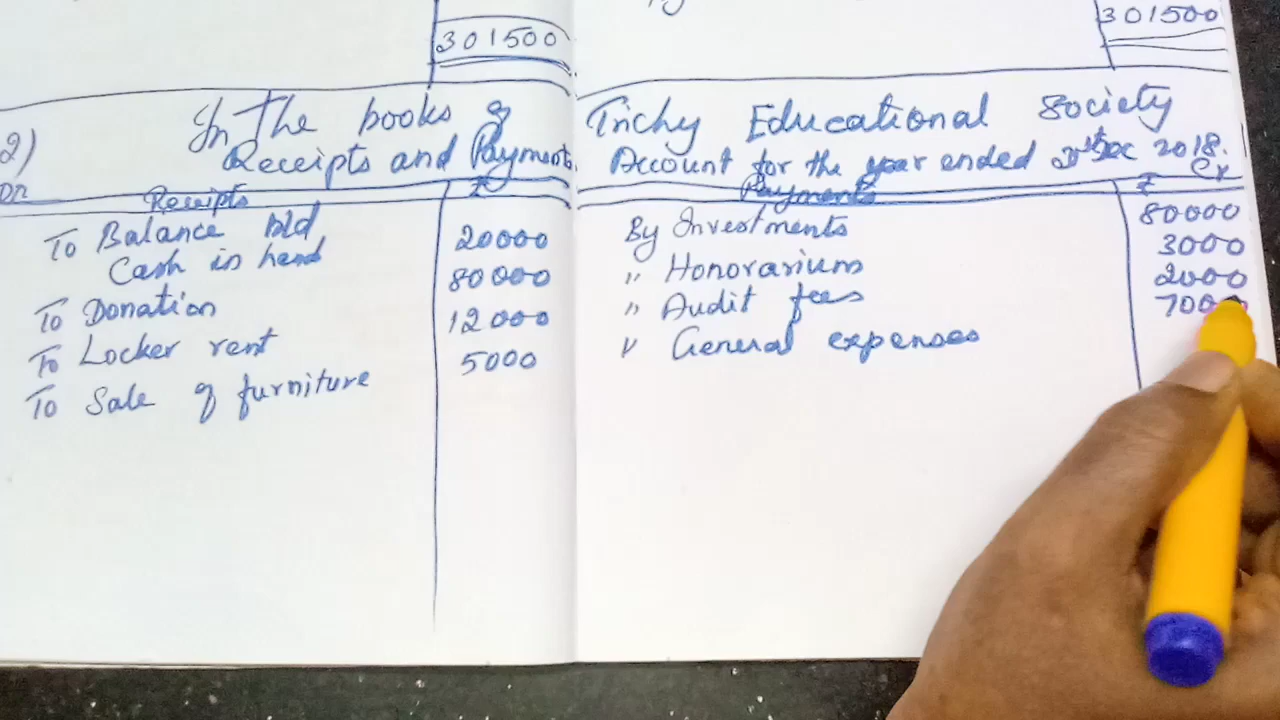 301500
301500
2)
In the books of Trichy Educational Society
Receipts and Payments Account for the year ended 31st Dec 2018.
Dr
Cr
Receipts ₹
Payments ₹
To Balance b/d
Cash in hand 20000
To Donation 80000
To Locker rent 12000
To Sale of furniture 5000
By Investments 80000
" Honorarium 3000
" Audit fees 2000
" General expenses 7000